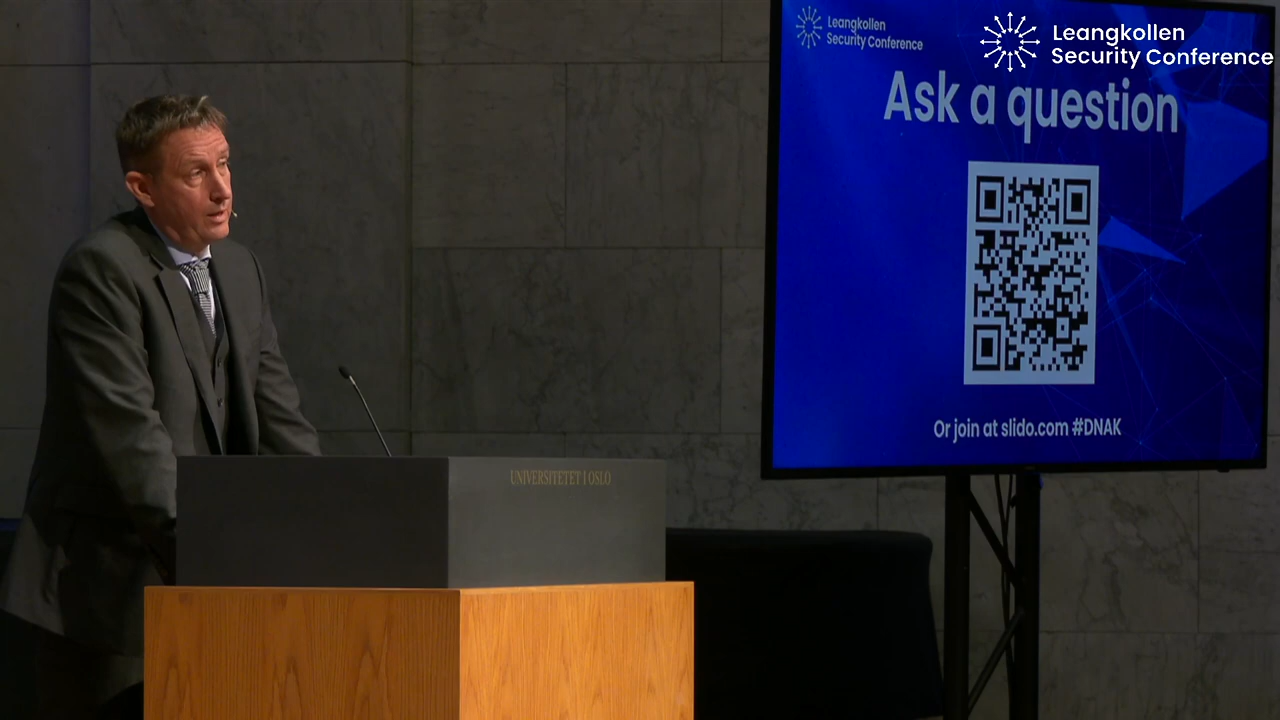 Leangkollen
Security Conference
Leangkollen
Security Conference
Ask a question
Or join at slido.com #DNAK
UNIVERSITETET I OSLO